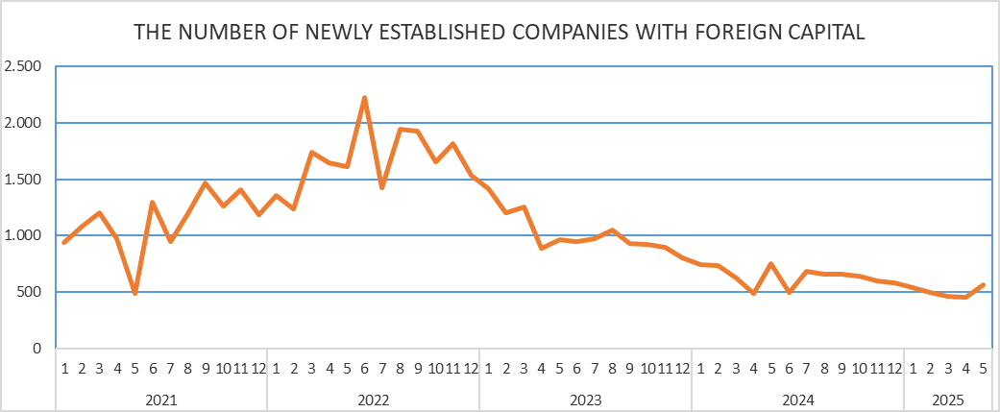 THE NUMBER OF NEWLY ESTABLISHED COMPANIES WITH FOREIGN CAPITAL
2.500
2.000
1.500
1.000
500
0
1 2 3 4 5 6 7 8 9 10 11 12 1 2 3 4 5 6 7 8 9 10 11 12 1 2 3 4 5 6 7 8 9 10 11 12 1 2 3 4 5 6 7 8 9 10 11 12 1 2 3 4 5
2021 2022 2023 2024 2025